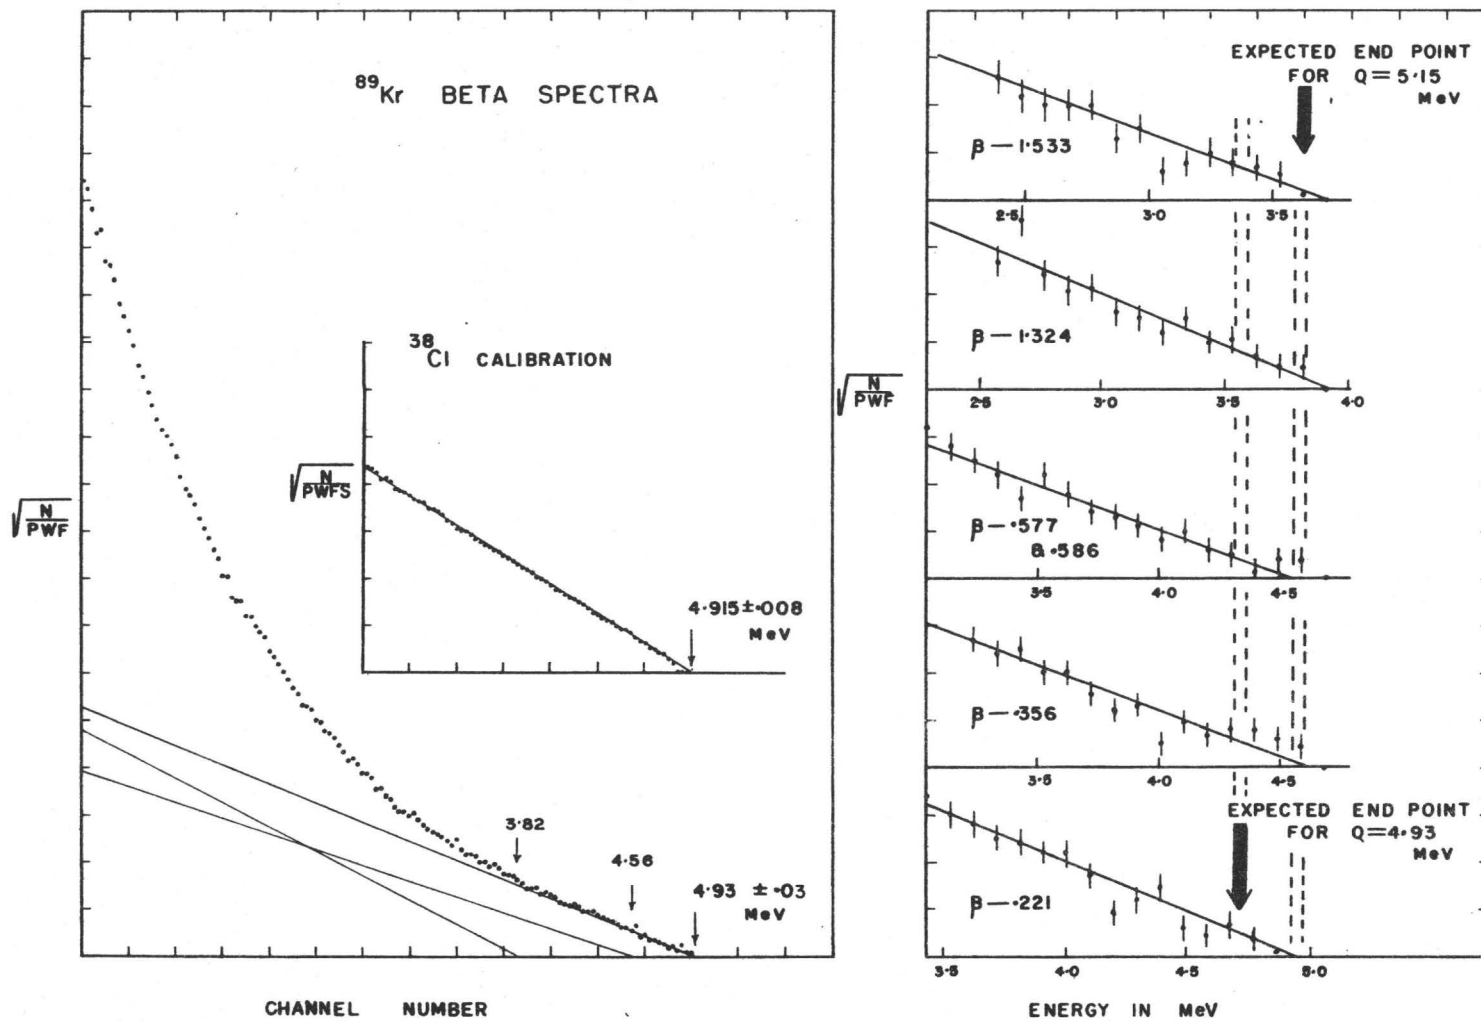 89Kr BETA SPECTRA
√N/PWF
38Cl CALIBRATION
√N/PWFS
4.915±.008
MeV
3.82
4.56
4.93 ±.03
MeV
CHANNEL NUMBER
√N/PWF
EXPECTED END POINT
FOR Q=5.15
MeV
β—1.533
2.5 3.0 3.5
β—1.324
2.5 3.0 3.5 4.0
β—.577
&.586
3.5 4.0 4.5
β—.356
3.5 4.0 4.5
EXPECTED END POINT
FOR Q=4.93
MeV
β—.221
3.5 4.0 4.5 5.0
ENERGY IN MeV